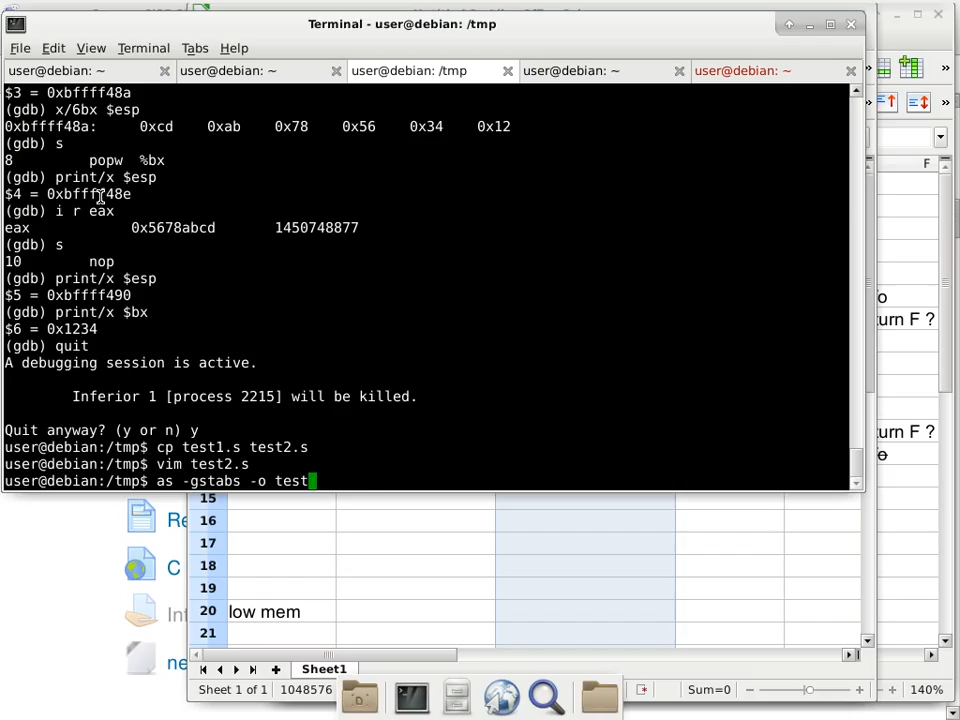 Terminal - user@debian: /tmp
File Edit View Terminal Tabs Help
user@debian: ~ user@debian: ~ user@debian: /tmp user@debian: ~ user@debian: ~
$3 = 0xbffff48a
(gdb) x/6bx $esp
0xbffff48a: 0xcd 0xab 0x78 0x56 0x34 0x12
(gdb) s
8 popw %bx
(gdb) print/x $esp
$4 = 0xbffff48e
(gdb) i r eax
eax 0x5678abcd 1450748877
(gdb) s
10 nop
(gdb) print/x $esp
$5 = 0xbffff490
(gdb) print/x $bx
$6 = 0x1234
(gdb) quit
A debugging session is active.
Inferior 1 [process 2215] will be killed.
Quit anyway? (y or n) y
user@debian:/tmp$ cp test1.s test2.s
user@debian:/tmp$ vim test2.s
user@debian:/tmp$ as -gstabs -o test
F
urn F ?
urn F ?
Re
C
Int
ne
15
16
17
18
19
20 low mem
21
Sheet1
Sheet 1 of 1 1048576 Sum=0 140%